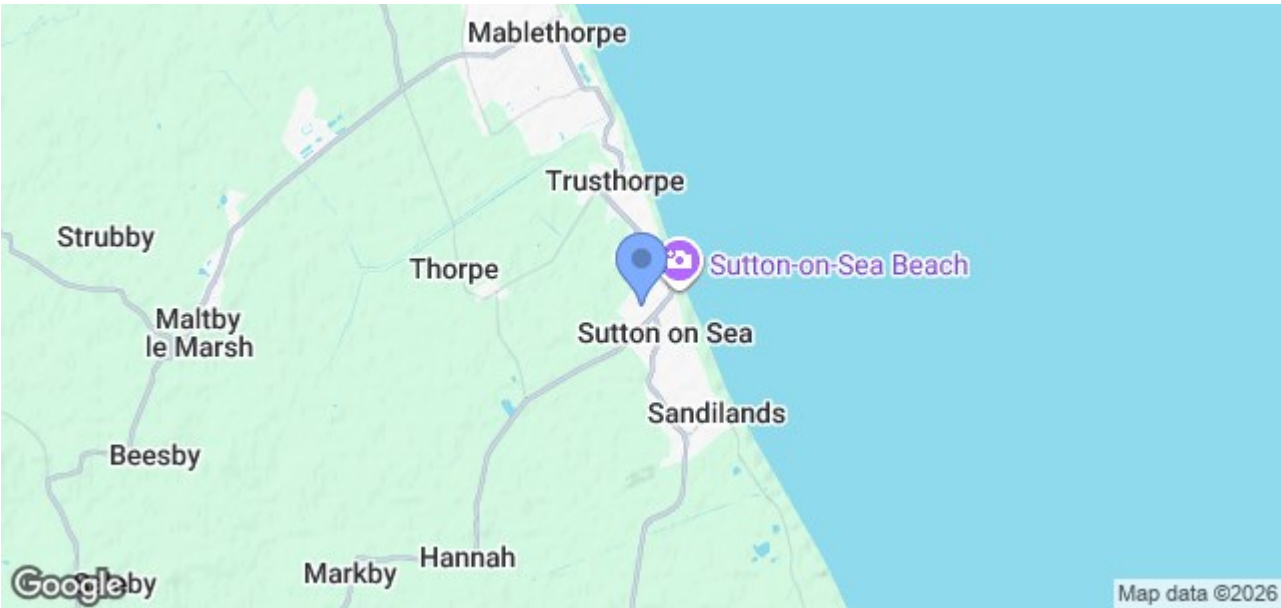 Mablethorpe
Trusthorpe
Strubby
Thorpe
Sutton-on-Sea Beach
Maltby
le Marsh
Sutton on Sea
Sandilands
Beesby
Hannah
Markby
Google
Map data ©2026